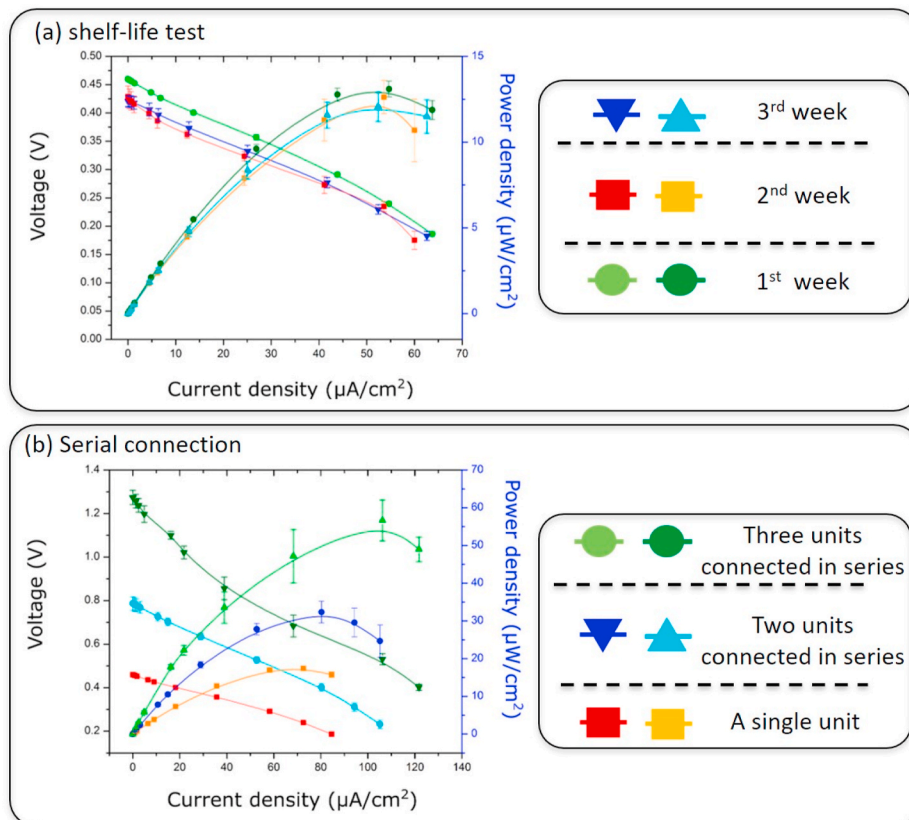 (a) shelf-life test
0.50
0.45
0.40
0.35
0.30
0.25
0.20
0.15
0.10
0.05
0.00
Voltage (V)
0
10
20
30
40
50
60
70
Current density (µA/cm²)
15
10
5
0
Power density (µW/cm²)
3rd week
2nd week
1st week
(b) Serial connection
1.4
1.2
1.0
0.8
0.6
0.4
0.2
Voltage (V)
0
20
40
60
80
100
120
140
Current density (µA/cm²)
70
60
50
40
30
20
10
0
Power density (µW/cm²)
Three units
connected in series
Two units
connected in series
A single unit